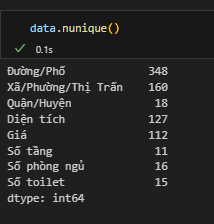 data.nunique()
0.1s
Đường/Phố 348
Xã/Phường/Thị Trấn 160
Quận/Huyện 18
Diện tích 127
Giá 112
Số tầng 11
Số phòng ngủ 16
Số toilet 15
dtype: int64